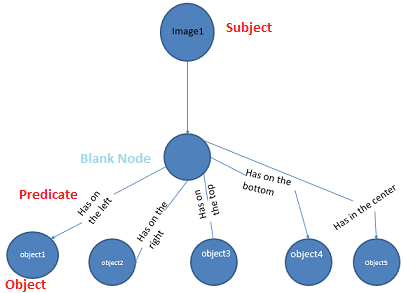 Image1
Subject
Blank Node
Predicate
Has on
the left
Has on the
right
Has on
the top
Has on the
bottom
Has in the center
object1
object2
object3
object4
Object5
Object